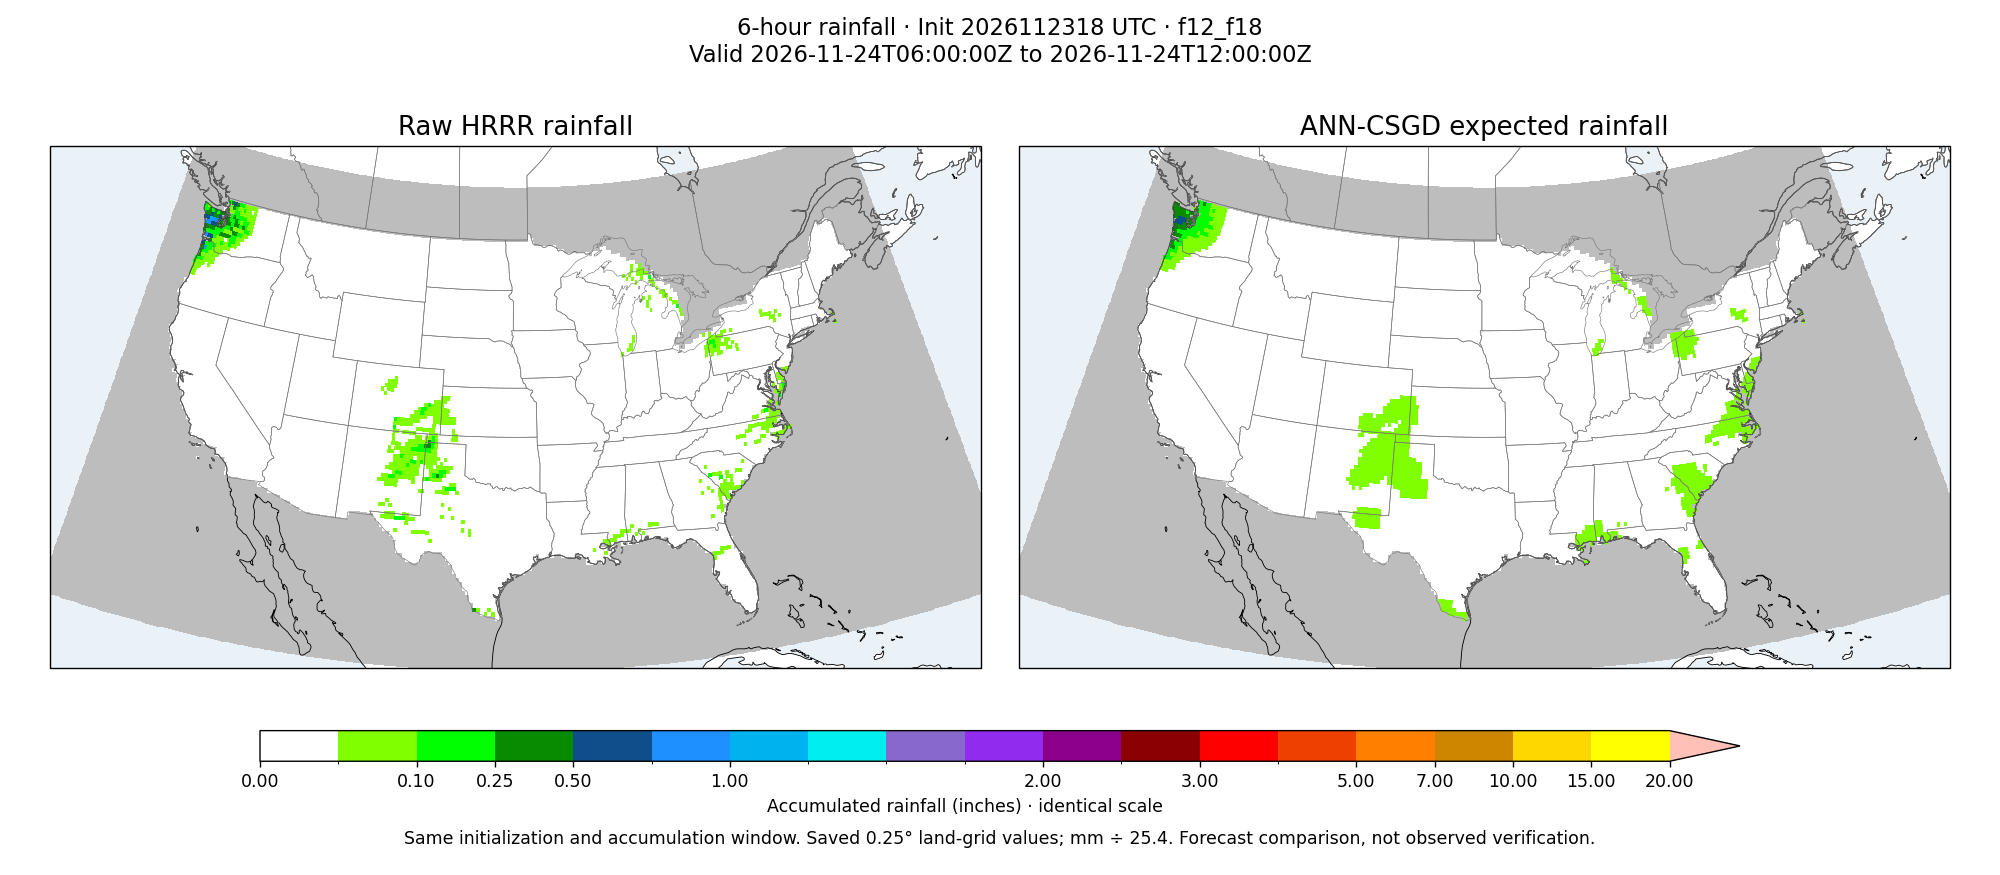 6-hour rainfall · Init 2026112318 UTC · f12_f18
Valid 2026-11-24T06:00:00Z to 2026-11-24T12:00:00Z
Raw HRRR rainfall
ANN-CSGD expected rainfall
0.00 0.10 0.25 0.50 1.00 2.00 3.00 5.00 7.00 10.00 15.00 20.00
Accumulated rainfall (inches) · identical scale
Same initialization and accumulation window. Saved 0.25° land-grid values; mm ÷ 25.4. Forecast comparison, not observed verification.